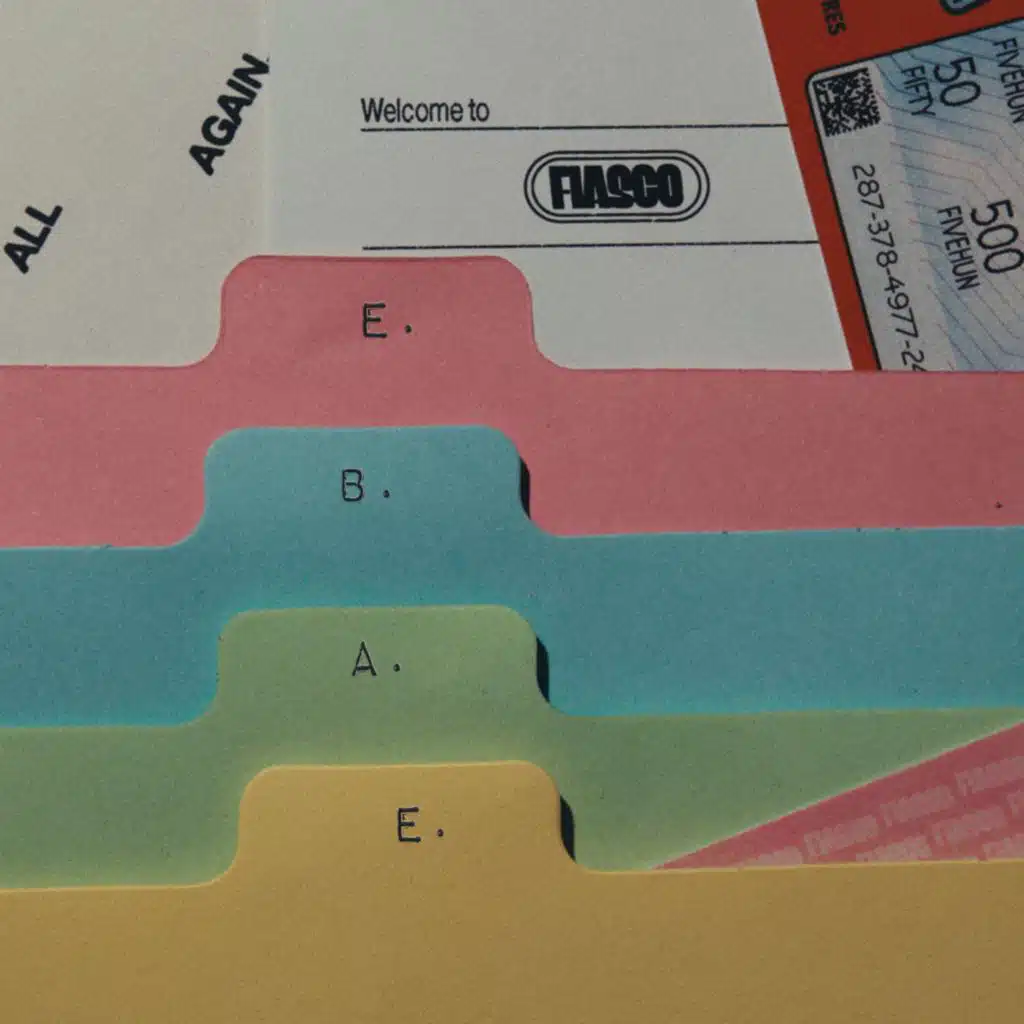 ALL
AGAIN
Welcome to
FIASCO
RES
50
FIFTY
FIVEHUN
500
FIVEHUN
287-378-4977-24
E.
B.
A.
E.